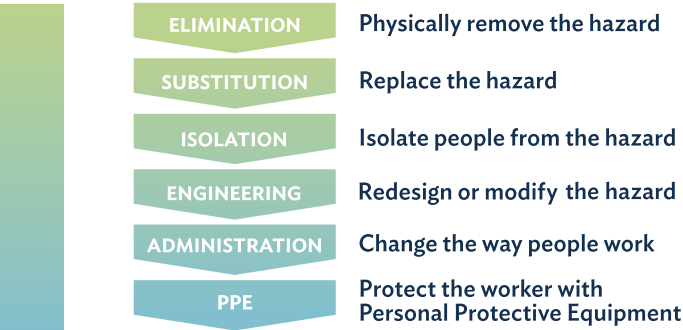 ELIMINATION Physically remove the hazard
SUBSTITUTION Replace the hazard
ISOLATION Isolate people from the hazard
ENGINEERING Redesign or modify the hazard
ADMINISTRATION Change the way people work
PPE Protect the worker with
Personal Protective Equipment